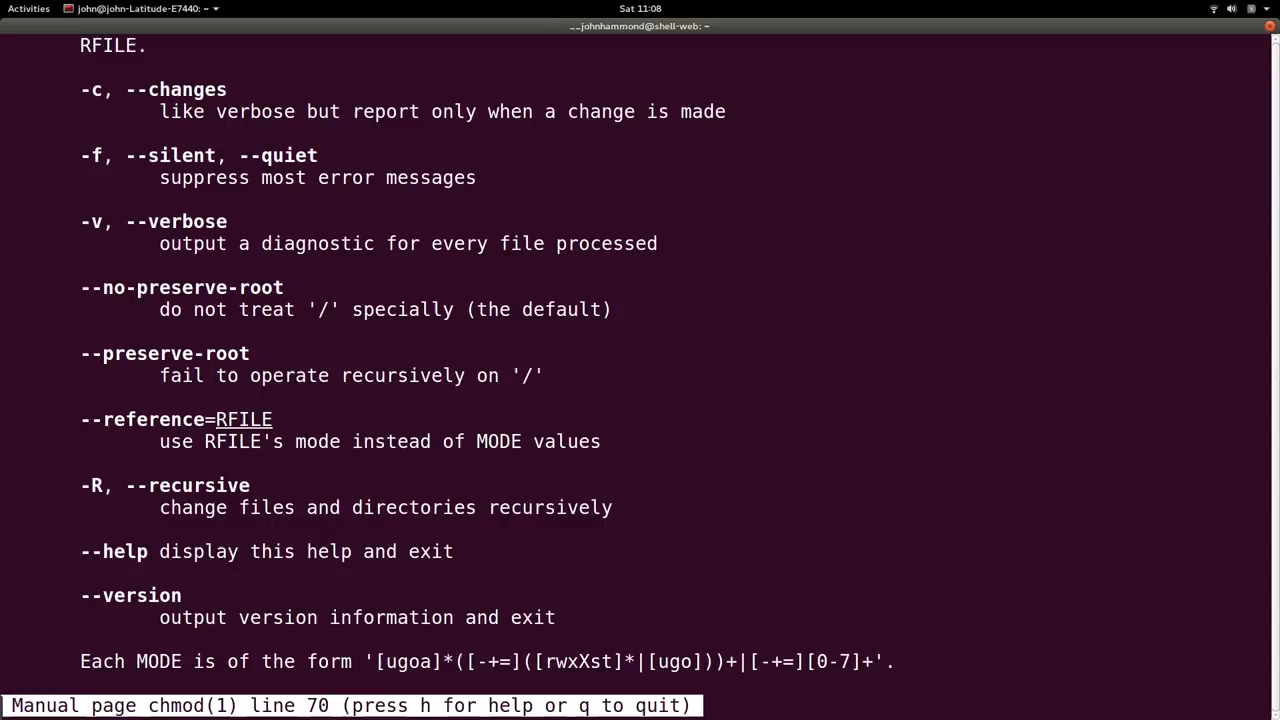 Activities
john@john-Latitude-E7440: ~
Sat 11:08
__johnhammond@shell-web: ~
RFILE.
-c, --changes
like verbose but report only when a change is made
-f, --silent, --quiet
suppress most error messages
-v, --verbose
output a diagnostic for every file processed
--no-preserve-root
do not treat '/' specially (the default)
--preserve-root
fail to operate recursively on '/'
--reference=RFILE
use RFILE's mode instead of MODE values
-R, --recursive
change files and directories recursively
--help display this help and exit
--version
output version information and exit
Each MODE is of the form '[ugoa]*([-+=]([rwxXst]*|[ugo]))+|[-+=][0-7]+'.
Manual page chmod(1) line 70 (press h for help or q to quit)